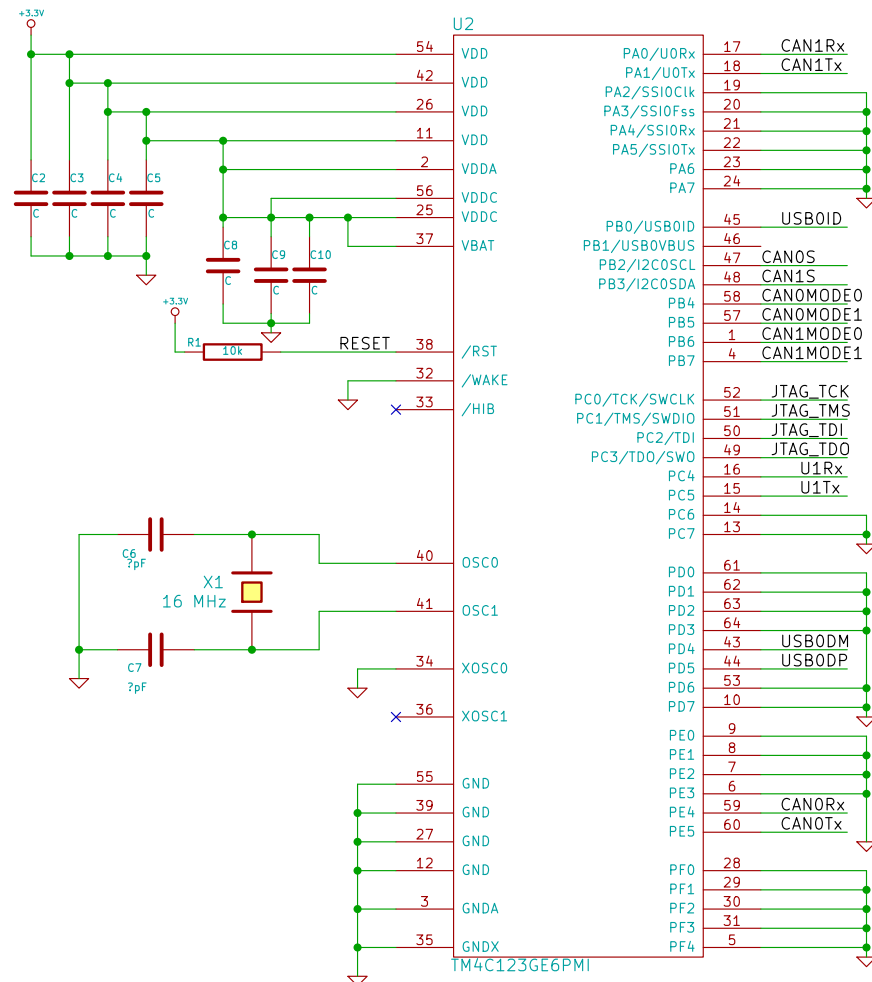 +3.3V
U2
54 VDD
42 VDD
26 VDD
11 VDD
2 VDDA
56 VDDC
25 VDDC
37 VBAT
C2
C
C3
C
C4
C
C5
C
C8
C
C9
C
C10
C
+3.3V
R1
10k
RESET
38 /RST
32 /WAKE
33 /HIB
C6
?pF
X1
16 MHz
C7
?pF
40 OSC0
41 OSC1
34 XOSC0
36 XOSC1
55 GND
39 GND
27 GND
12 GND
3 GNDA
35 GNDX
PA0/U0Rx 17 CAN1Rx
PA1/U0Tx 18 CAN1Tx
PA2/SSI0Clk 19
PA3/SSI0Fss 20
PA4/SSI0Rx 21
PA5/SSI0Tx 22
PA6 23
PA7 24
PB0/USB0ID 45 USB0ID
PB1/USB0VBUS 46
PB2/I2C0SCL 47 CAN0S
PB3/I2C0SDA 48 CAN1S
PB4 58 CAN0MODE0
PB5 57 CAN0MODE1
PB6 1 CAN1MODE0
PB7 4 CAN1MODE1
PC0/TCK/SWCLK 52 JTAG_TCK
PC1/TMS/SWDIO 51 JTAG_TMS
PC2/TDI 50 JTAG_TDI
PC3/TDO/SWO 49 JTAG_TDO
PC4 16 U1Rx
PC5 15 U1Tx
PC6 14
PC7 13
PD0 61
PD1 62
PD2 63
PD3 64
PD4 43 USB0DM
PD5 44 USB0DP
PD6 53
PD7 10
PE0 9
PE1 8
PE2 7
PE3 6
PE4 59 CAN0Rx
PE5 60 CAN0Tx
PF0 28
PF1 29
PF2 30
PF3 31
PF4 5
TM4C123GE6PMI